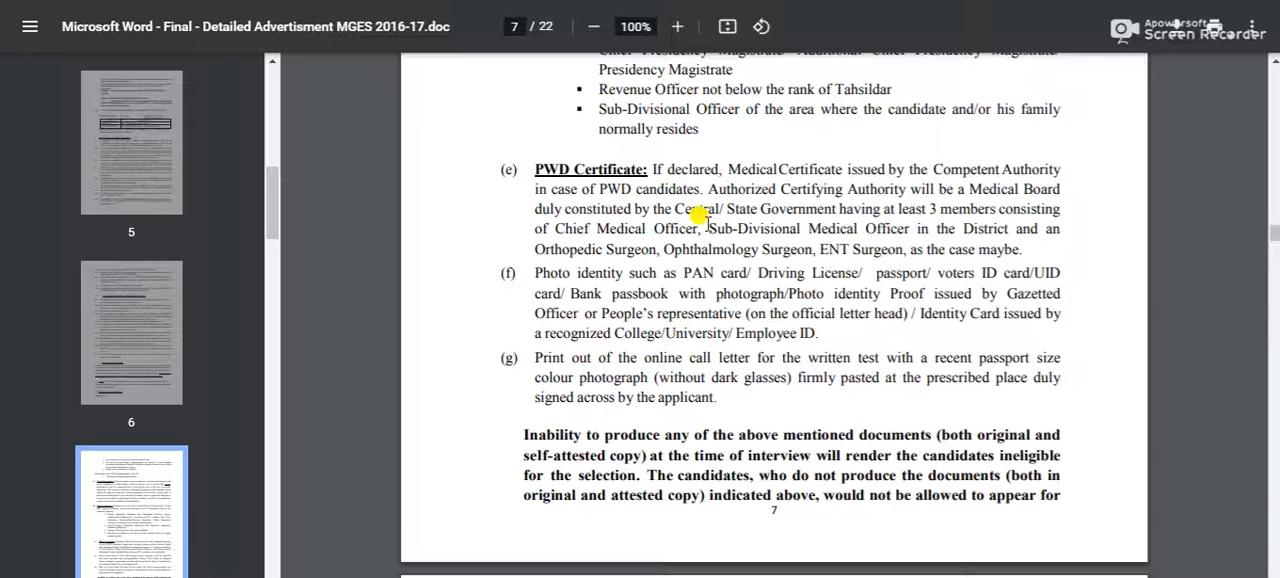 Microsoft Word - Final - Detailed Advertisment MGES 2016-17.doc
7 / 22
100%
Apowersoft
Screen Recorder
Chief Presidency Magistrate/ Additional Chief Presidency Magistrate/
Presidency Magistrate
▪ Revenue Officer not below the rank of Tahsildar
▪ Sub-Divisional Officer of the area where the candidate and/or his family
normally resides
(e) PWD Certificate: If declared, Medical Certificate issued by the Competent Authority
in case of PWD candidates. Authorized Certifying Authority will be a Medical Board
duly constituted by the Central/ State Government having at least 3 members consisting
of Chief Medical Officer, Sub-Divisional Medical Officer in the District and an
Orthopedic Surgeon, Ophthalmology Surgeon, ENT Surgeon, as the case maybe.
(f) Photo identity such as PAN card/ Driving License/ passport/ voters ID card/UID
card/ Bank passbook with photograph/Photo identity Proof issued by Gazetted
Officer or People's representative (on the official letter head) / Identity Card issued by
a recognized College/University/ Employee ID.
(g) Print out of the online call letter for the written test with a recent passport size
colour photograph (without dark glasses) firmly pasted at the prescribed place duly
signed across by the applicant.
Inability to produce any of the above mentioned documents (both original and
self-attested copy) at the time of interview will render the candidates ineligible
for the selection. The candidates, who do not produce the documents (both in
original and attested copy) indicated above, would not be allowed to appear for
7
5
6